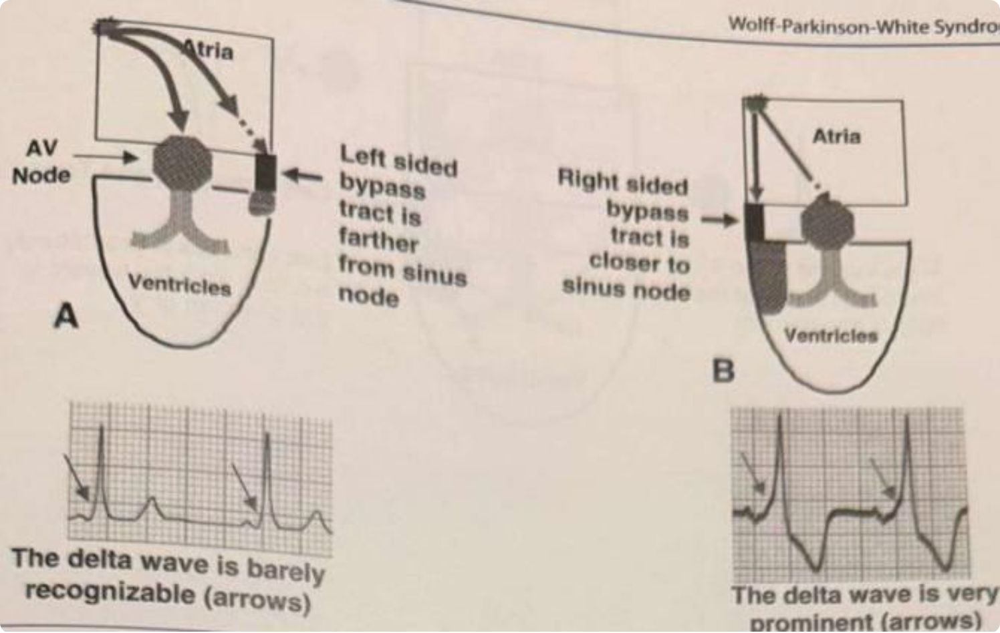 Wolff-Parkinson-White
Atria
AV
Node
Left sided
bypass
tract is
farther
from sinus
node
Ventricles
A
The delta wave is barely
recognizable (arrows)
Atria
Right sided
bypass
tract is
closer to
sinus node
Ventricles
B
The delta wave is very
prominent (arrows)